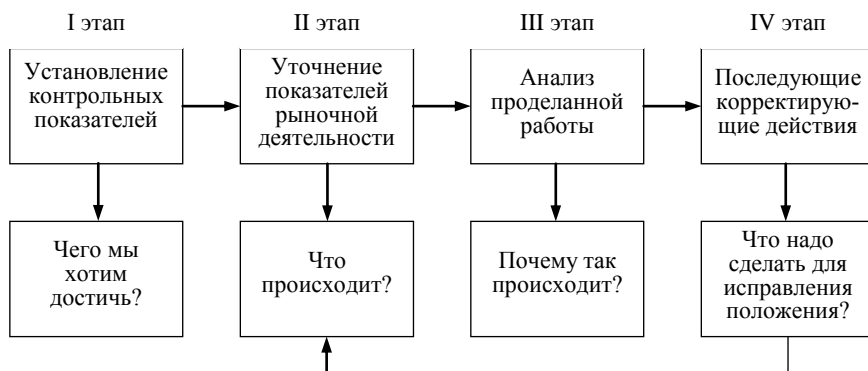 I этап
II этап
III этап
IV этап
Установление
контрольных
показателей
Уточнение
показателей
рыночной
деятельности
Анализ
проделанной
работы
Последующие
корректирую-
щие действия
Чего мы
хотим
достичь?
Что
происходит?
Почему так
происходит?
Что надо
сделать для
исправления
положения?